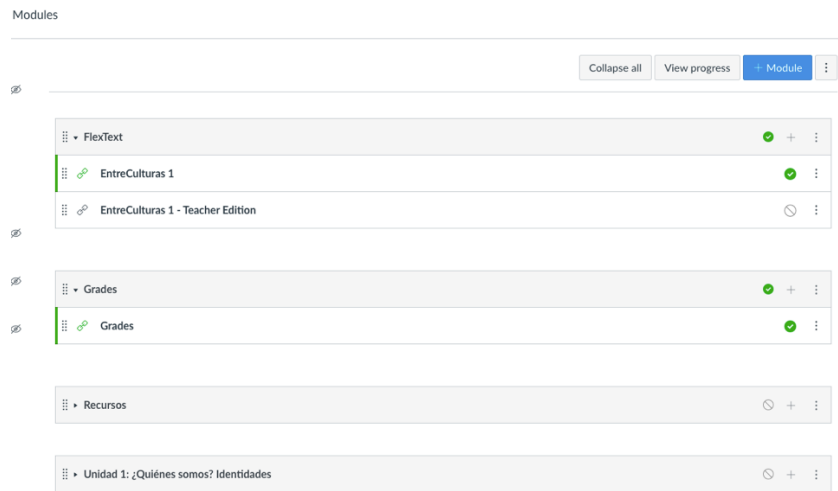 Modules
Collapse all
View progress
+ Module
FlexText
EntreCulturas 1
EntreCulturas 1 - Teacher Edition
Grades
Grades
Recursos
Unidad 1: ¿Quiénes somos? Identidades